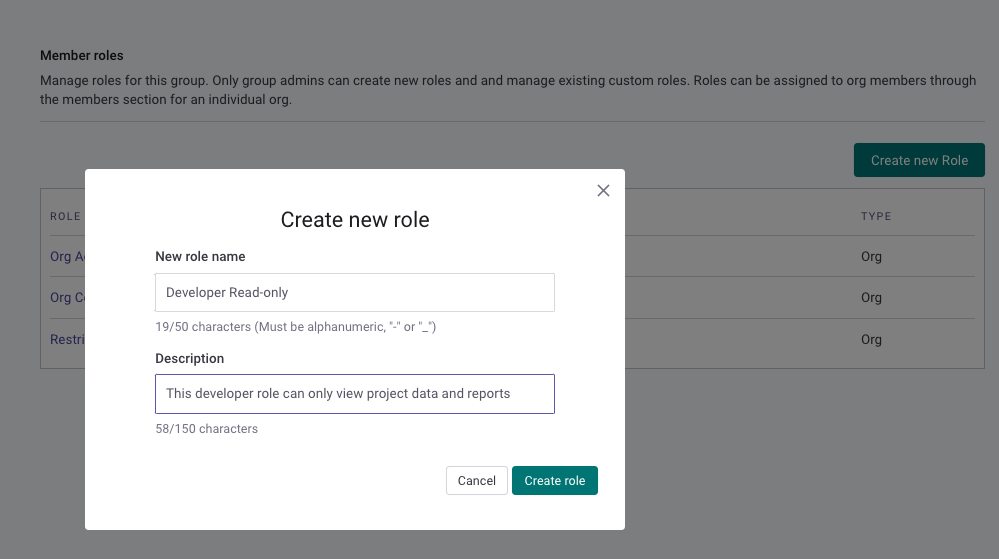 Member roles
Manage roles for this group. Only group admins can create new roles and and manage existing custom roles. Roles can be assigned to org members through
the members section for an individual org.
Create new Role
ROLE
TYPE
Org
Org
Restri
Org
Org
Create new role
New role name
Developer Read-only
19/50 characters (Must be alphanumeric, "-" or "_")
Description
This developer role can only view project data and reports
58/150 characters
Cancel
Create role